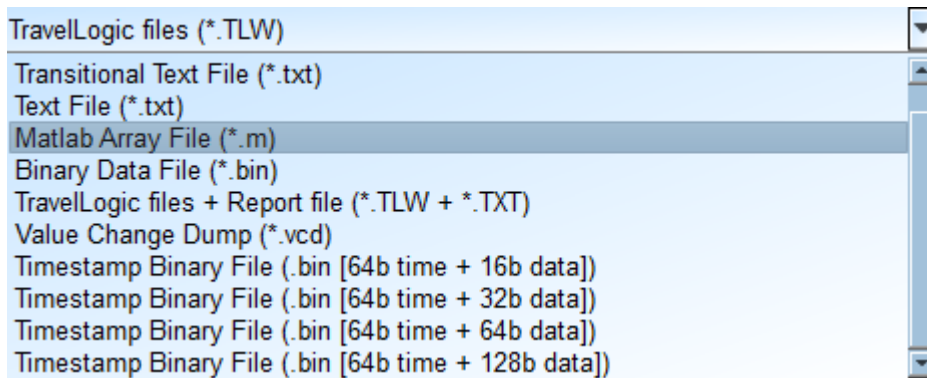 TravelLogic files (*.TLW)
Transitional Text File (*.txt)
Text File (*.txt)
Matlab Array File (*.m)
Binary Data File (*.bin)
TravelLogic files + Report file (*.TLW + *.TXT)
Value Change Dump (*.vcd)
Timestamp Binary File (.bin [64b time + 16b data])
Timestamp Binary File (.bin [64b time + 32b data])
Timestamp Binary File (.bin [64b time + 64b data])
Timestamp Binary File (.bin [64b time + 128b data])